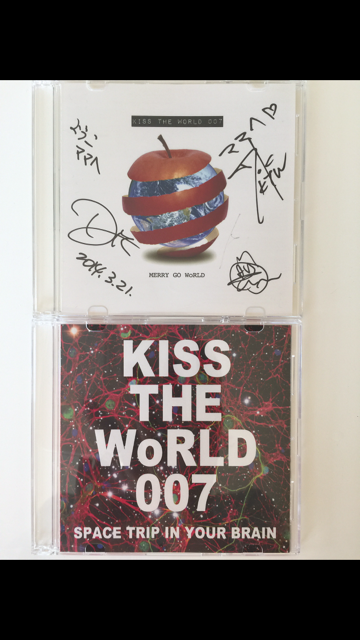 KISS THE WoRLD 007
2014.3.21.
MERRY GO WoRLD
KISS
THE
WoRLD
007
SPACE TRIP IN YOUR BRAIN